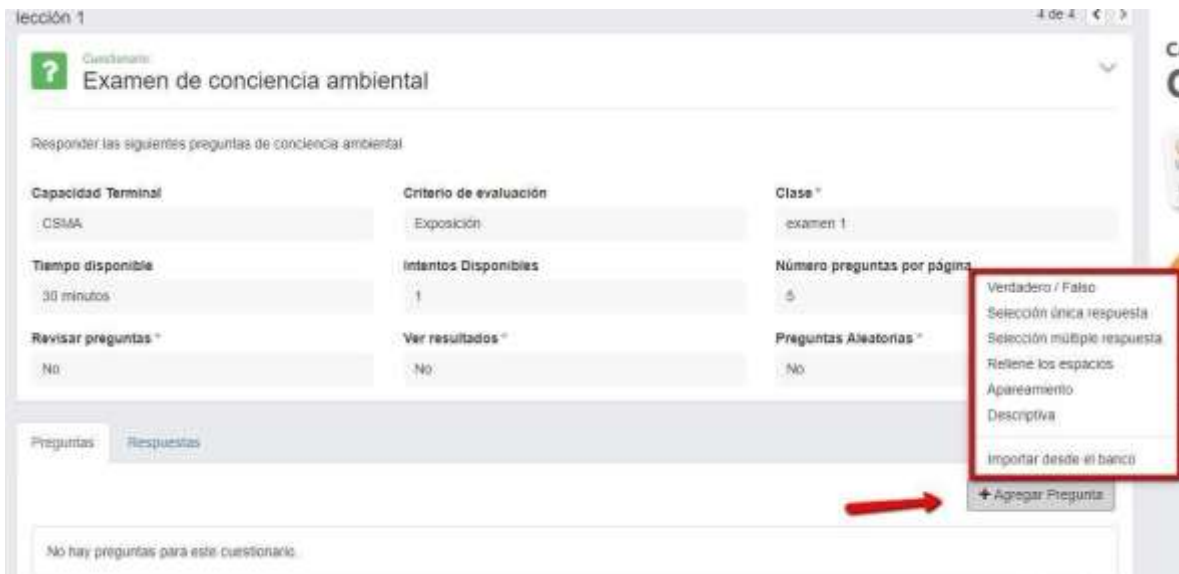 lección 1
4 de 4
Cuestionario
Examen de conciencia ambiental
Responder las siguientes preguntas de conciencia ambiental
Capacidad Terminal
Criterio de evaluación
Clase *
CSMA
Exposición
examen 1
Tiempo disponible
Intentos Disponibles
Número preguntas por página
30 minutos
1
5
Revisar preguntas *
Ver resultados *
Preguntas Aleatorias *
No
No
No
Verdadero / Falso
Selección única respuesta
Selección múltiple respuesta
Rellene los espacios
Apareamiento
Descriptiva
Importar desde el banco
Preguntas
Respuestas
+ Agregar Pregunta
No hay preguntas para este cuestionario.